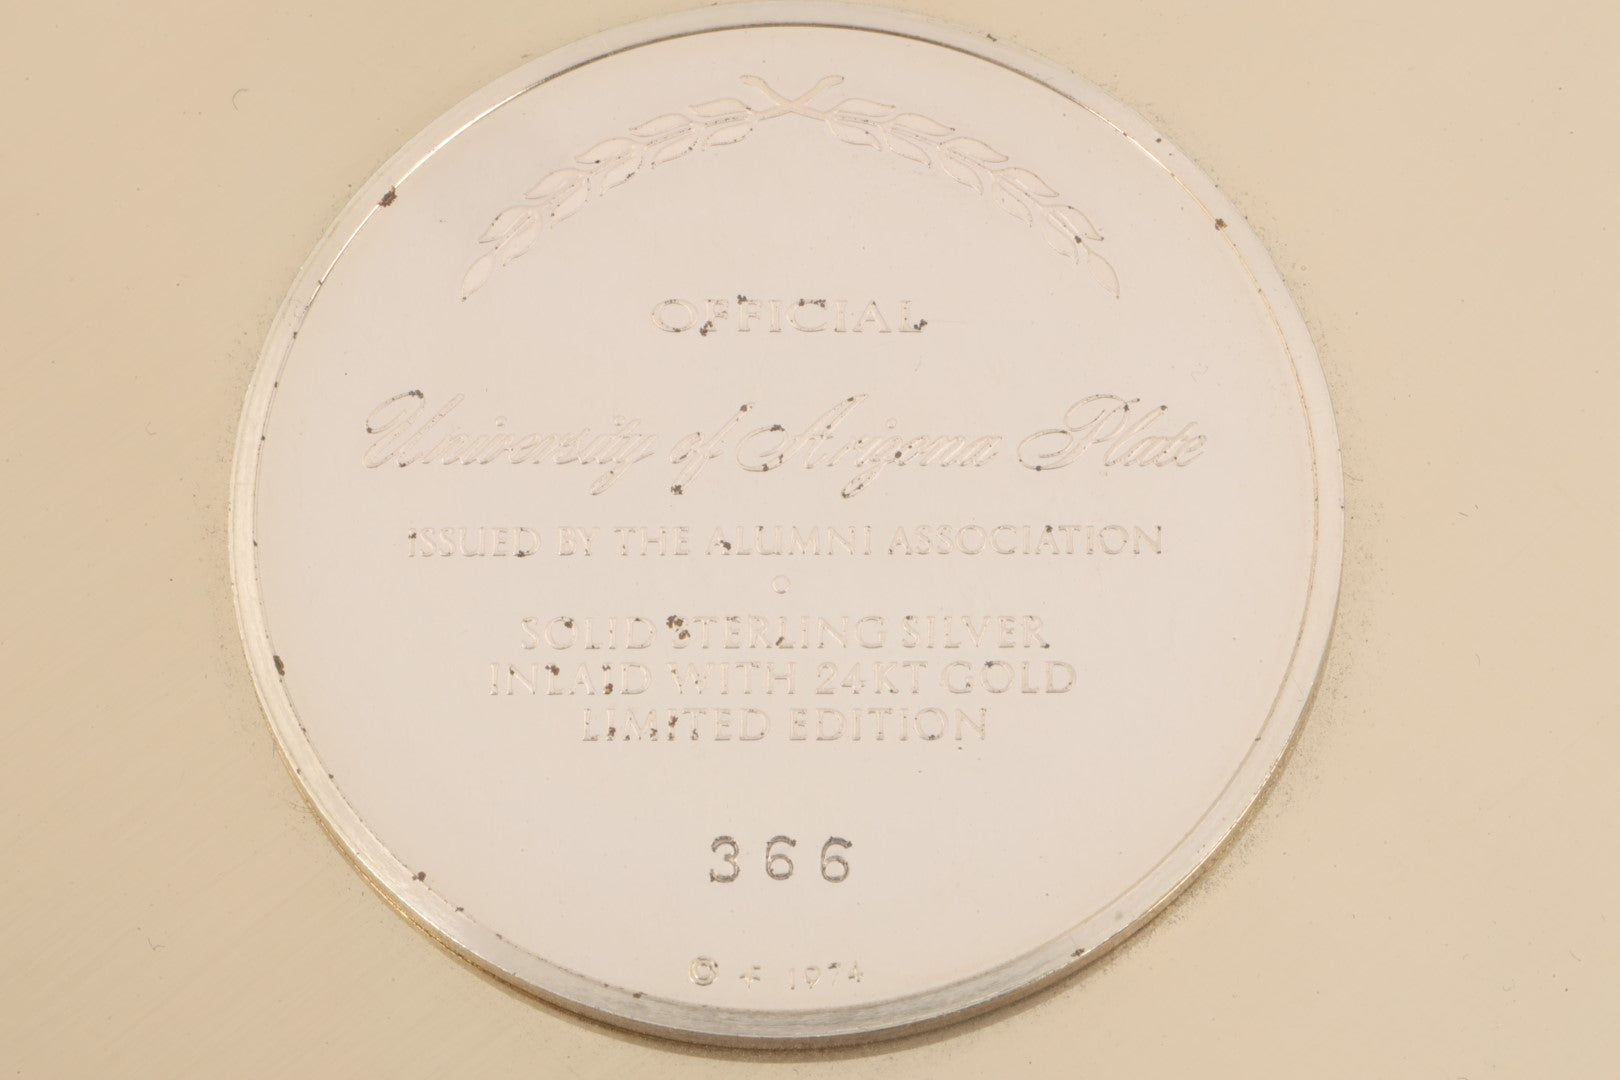 OFFICIAL
University of Arizona Plate
ISSUED BY THE ALUMNI ASSOCIATION
SOLID STERLING SILVER
INLAID WITH 24KT GOLD
LIMITED EDITION
366
© F 1974